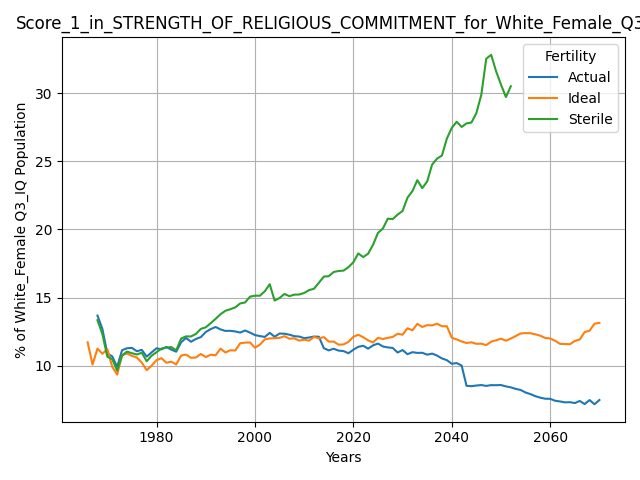 Score_1_in_STRENGTH_OF_RELIGIOUS_COMMITMENT_for_White_Female_Q3
% of White_Female Q3_IQ Population
Fertility
Actual
Ideal
Sterile
30
25
20
15
10
1980
2000
2020
2040
2060
Years